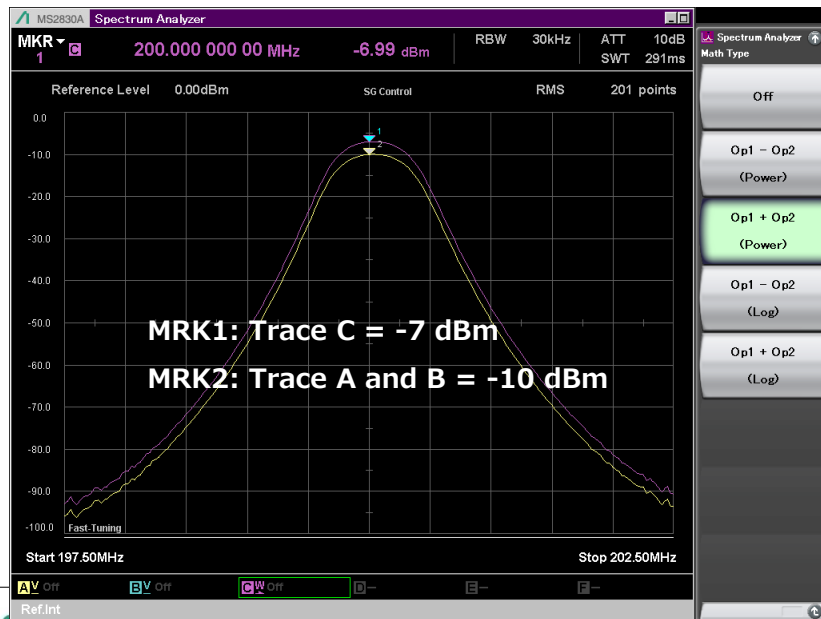 MS2830A Spectrum Analyzer
MKR 1 C 200.000 000 00 MHz -6.99 dBm
RBW 30kHz ATT 10dB
SWT 291ms
Reference Level 0.00dBm SG Control RMS 201 points
0.0
1
2
-10.0
-20.0
-30.0
-40.0
-50.0
MRK1: Trace C = -7 dBm
-60.0
MRK2: Trace A and B = -10 dBm
-70.0
-80.0
-90.0
-100.0 Fast-Tuning
Start 197.50MHz Stop 202.50MHz
A V Off B V Off C W Off D – E – F –
Ref.Int
Spectrum Analyzer
Math Type
Off
Op1 - Op2
(Power)
Op1 + Op2
(Power)
Op1 - Op2
(Log)
Op1 + Op2
(Log)